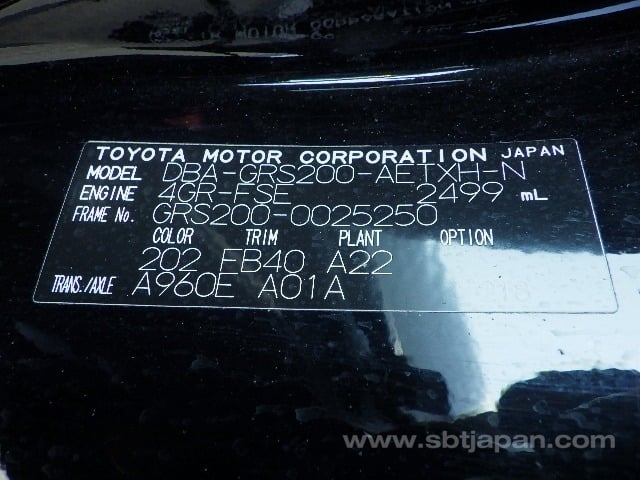 TOYOTA MOTOR CORPORATION JAPAN
MODEL DBA-GRS200-AETXH-N
ENGINE 4GR-FSE 2499 mL
FRAME No. GRS200-0025250
COLOR TRIM PLANT OPTION
202 FB40 A22
TRANS./AXLE A960E A01A
www.sbtjapan.com